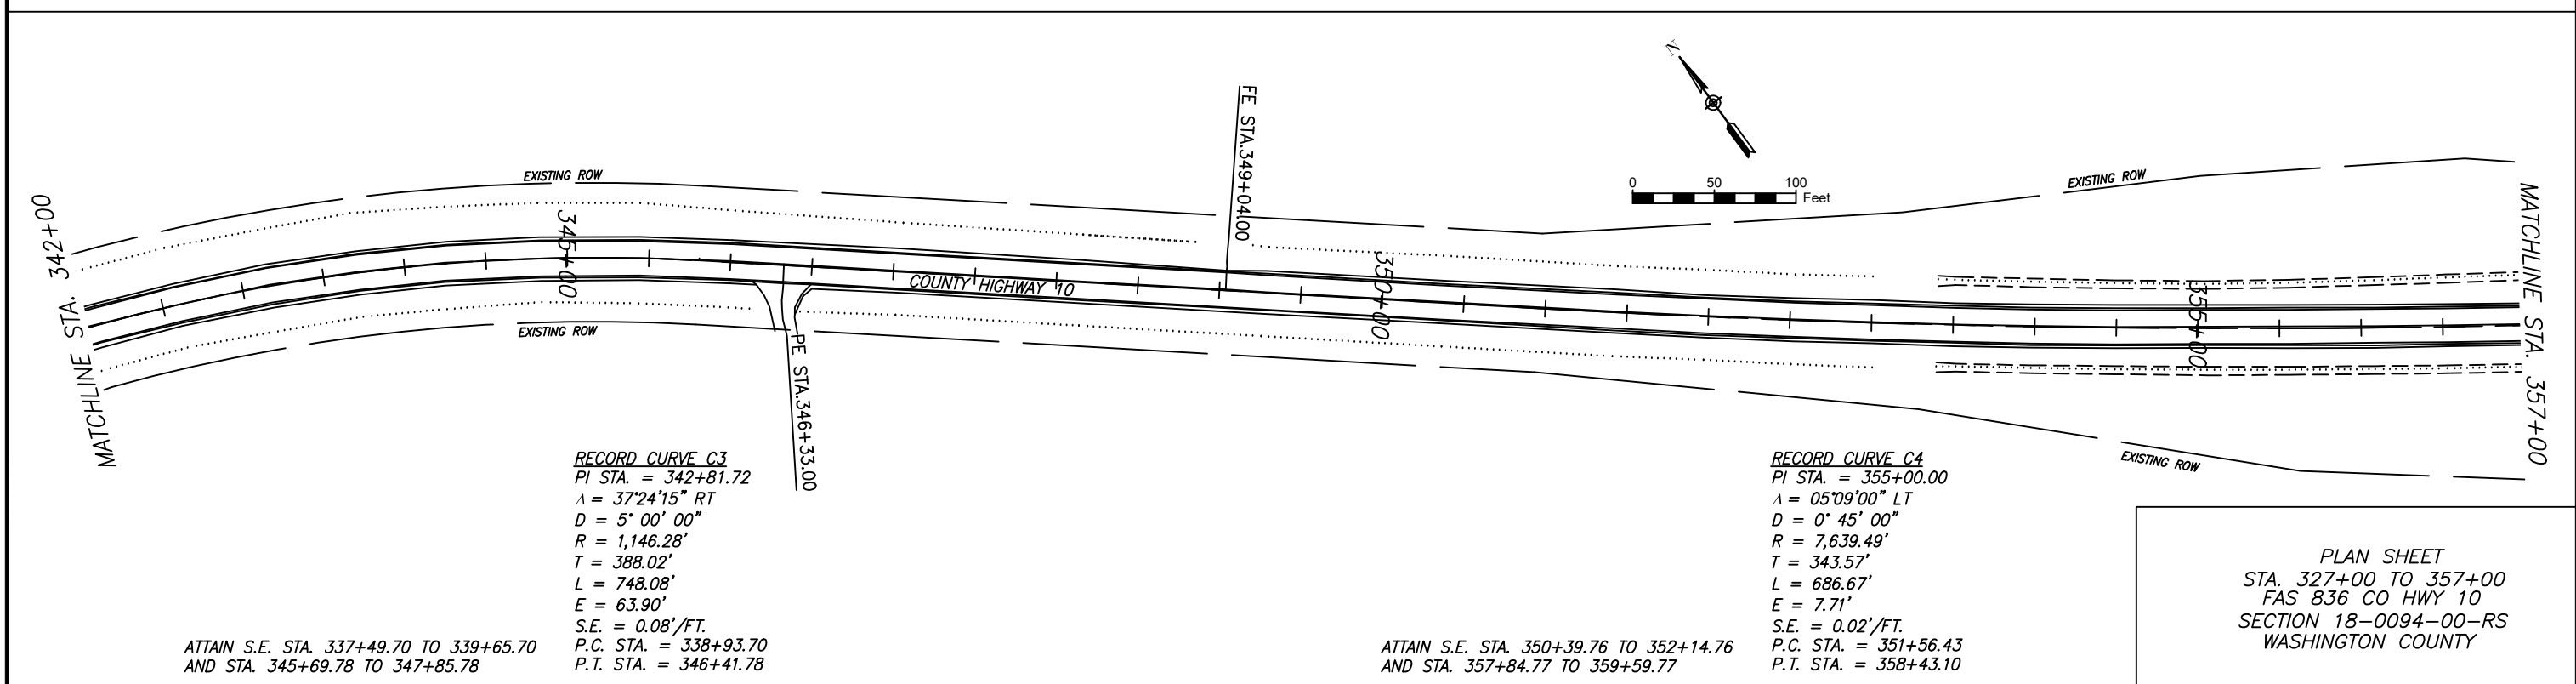 N
0 50 100
Feet
EXISTING ROW
EXISTING ROW
MATCHLINE STA. 342+00
345+00
FE STA.349+04.00
350+00
COUNTY HIGHWAY 10
355+00
MATCHLINE STA. 357+00
EXISTING ROW
PE STA.346+33.00
EXISTING ROW
RECORD CURVE C3
PI STA. = 342+81.72
Δ = 37°24'15" RT
D = 5° 00' 00"
R = 1,146.28'
T = 388.02'
L = 748.08'
E = 63.90'
S.E. = 0.08'/FT.
P.C. STA. = 338+93.70
P.T. STA. = 346+41.78
ATTAIN S.E. STA. 337+49.70 TO 339+65.70
AND STA. 345+69.78 TO 347+85.78
RECORD CURVE C4
PI STA. = 355+00.00
Δ = 05°09'00" LT
D = 0° 45' 00"
R = 7,639.49'
T = 343.57'
L = 686.67'
E = 7.71'
S.E. = 0.02'/FT.
P.C. STA. = 351+56.43
P.T. STA. = 358+43.10
ATTAIN S.E. STA. 350+39.76 TO 352+14.76
AND STA. 357+84.77 TO 359+59.77
PLAN SHEET
STA. 327+00 TO 357+00
FAS 836 CO HWY 10
SECTION 18-0094-00-RS
WASHINGTON COUNTY